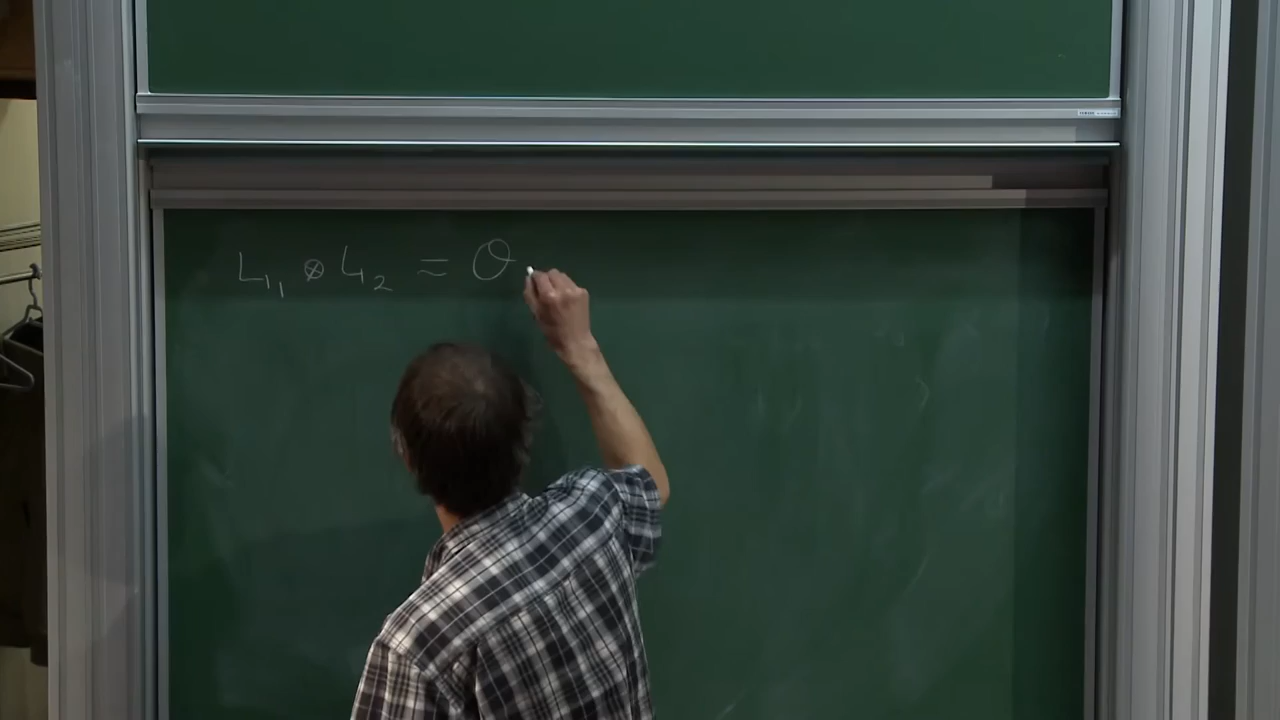 L₁ ⊗ L₂ = O